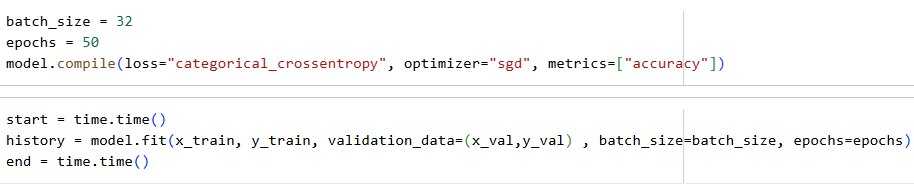 batch_size = 32
epochs = 50
model.compile(loss="categorical_crossentropy", optimizer="sgd", metrics=["accuracy"])
start = time.time()
history = model.fit(x_train, y_train, validation_data=(x_val,y_val) , batch_size=batch_size, epochs=epochs)
end = time.time()